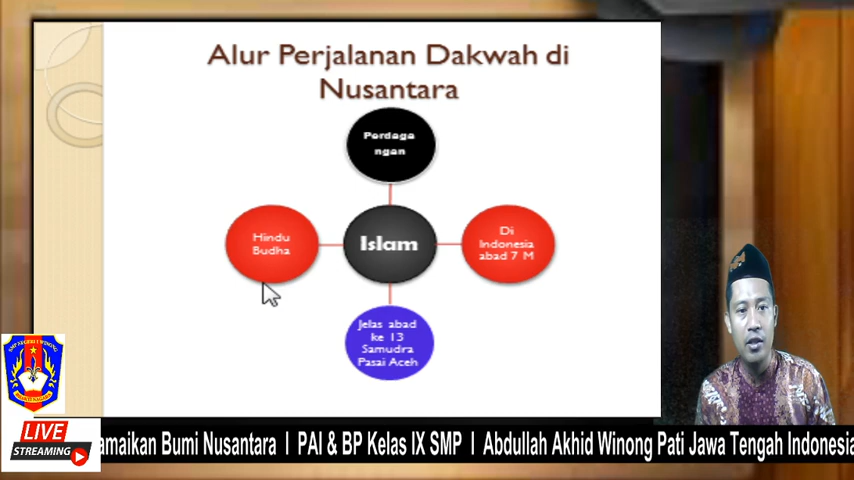 Alur Perjalanan Dakwah di
Nusantara
Perdaga
ngan
Hindu
Budha
Islam
Di
Indonesia
abad 7 M
Jelas abad
ke 13
Samudra
Pasai Aceh
LIVE
STREAMING
amaikan Bumi Nusantara I PAI & BP Kelas IX SMP I Abdullah Akhid Winong Pati Jawa Tengah Indonesia